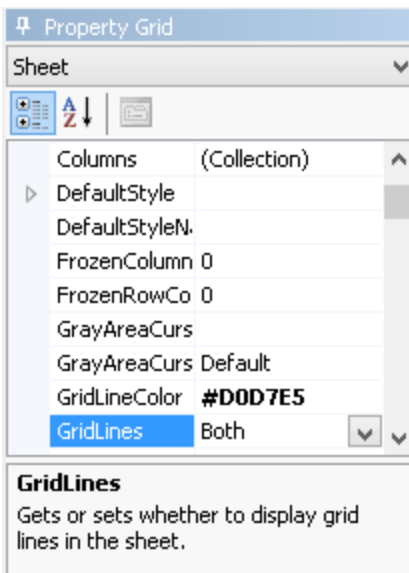 Property Grid
Sheet
A
Z
Columns (Collection)
DefaultStyle
DefaultStyleN
FrozenColumn 0
FrozenRowCo 0
GrayAreaCurs
GrayAreaCurs Default
GridLineColor #D0D7E5
GridLines Both
GridLines
Gets or sets whether to display grid
lines in the sheet.